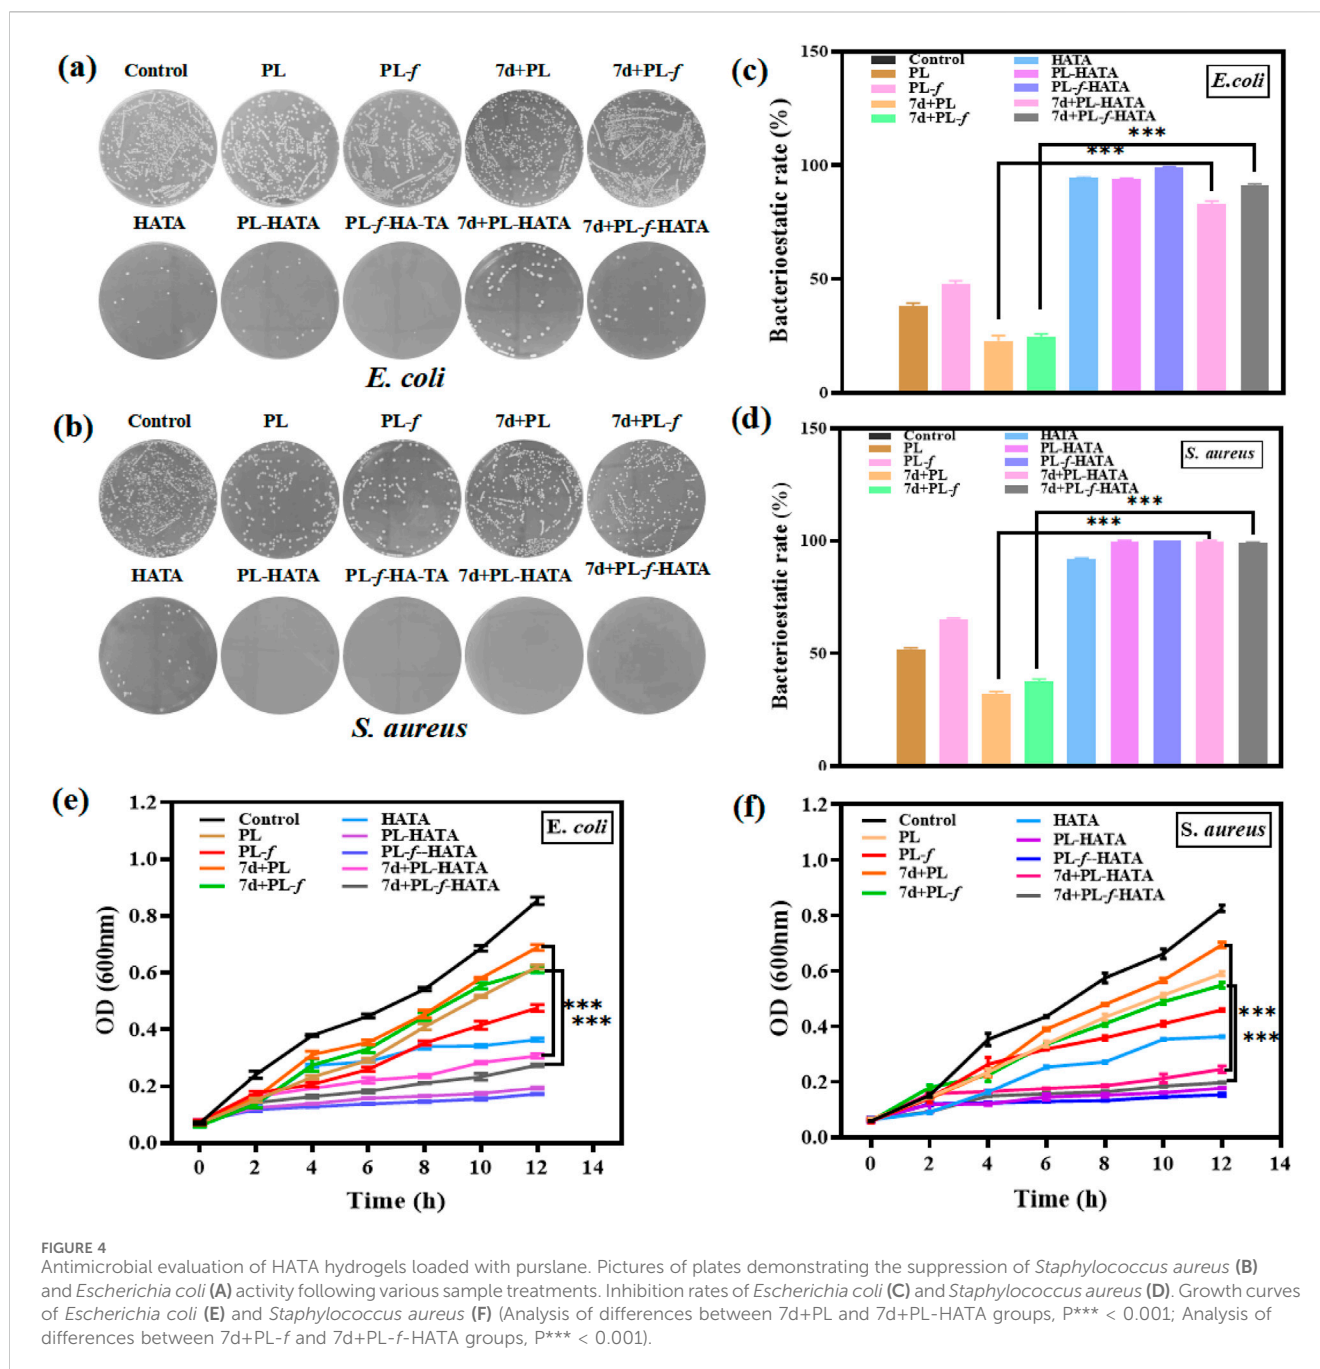 (a)
Control PL PL-f 7d+PL 7d+PL-f
HATA PL-HATA PL-f-HA-TA 7d+PL-HATA 7d+PL-f-HATA
E. coli
(b)
Control PL PL-f 7d+PL 7d+PL-f
HATA PL-HATA PL-f-HA-TA 7d+PL-HATA 7d+PL-f-HATA
S. aureus
(c)
Bacterioestatic rate (%)
150
100
50
0
Control
PL
PL-f
7d+PL
7d+PL-f
HATA
PL-HATA
PL-f-HATA
7d+PL-HATA
7d+PL-f-HATA
E.coli
***
***
(d)
Bacterioestatic rate (%)
150
100
50
0
Control
PL
PL-f
7d+PL
7d+PL-f
HATA
PL-HATA
PL-f-HATA
7d+PL-HATA
7d+PL-f-HATA
S. aureus
***
***
(e)
OD (600nm)
1.2
1.0
0.8
0.6
0.4
0.2
0.0
Control
PL
PL-f
7d+PL
7d+PL-f
HATA
PL-HATA
PL-f--HATA
7d+PL-HATA
7d+PL-f-HATA
E. coli
***
***
0 2 4 6 8 10 12 14
Time (h)
(f)
OD (600nm)
1.2
1.0
0.8
0.6
0.4
0.2
0.0
Control
PL
PL-f
7d+PL
7d+PL-f
HATA
PL-HATA
PL-f--HATA
7d+PL-HATA
7d+PL-f-HATA
S. aureus
***
***
0 2 4 6 8 10 12 14
Time (h)
FIGURE 4
Antimicrobial evaluation of HATA hydrogels loaded with purslane. Pictures of plates demonstrating the suppression of Staphylococcus aureus (B)
and Escherichia coli (A) activity following various sample treatments. Inhibition rates of Escherichia coli (C) and Staphylococcus aureus (D). Growth curves
of Escherichia coli (E) and Staphylococcus aureus (F) (Analysis of differences between 7d+PL and 7d+PL-HATA groups, P*** < 0.001; Analysis of
differences between 7d+PL-f and 7d+PL-f-HATA groups, P*** < 0.001).